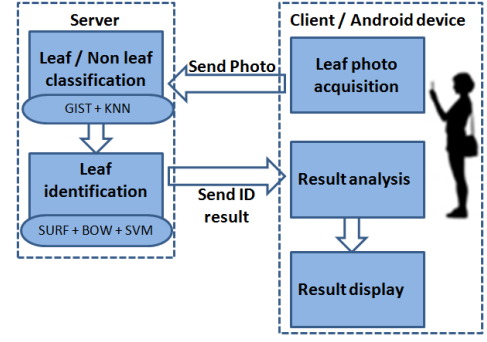 Server
Client / Android device
Leaf / Non leaf
classification
GIST + KNN
Send Photo
Leaf photo
acquisition
Leaf
identification
SURF + BOW + SVM
Send ID
result
Result analysis
Result display